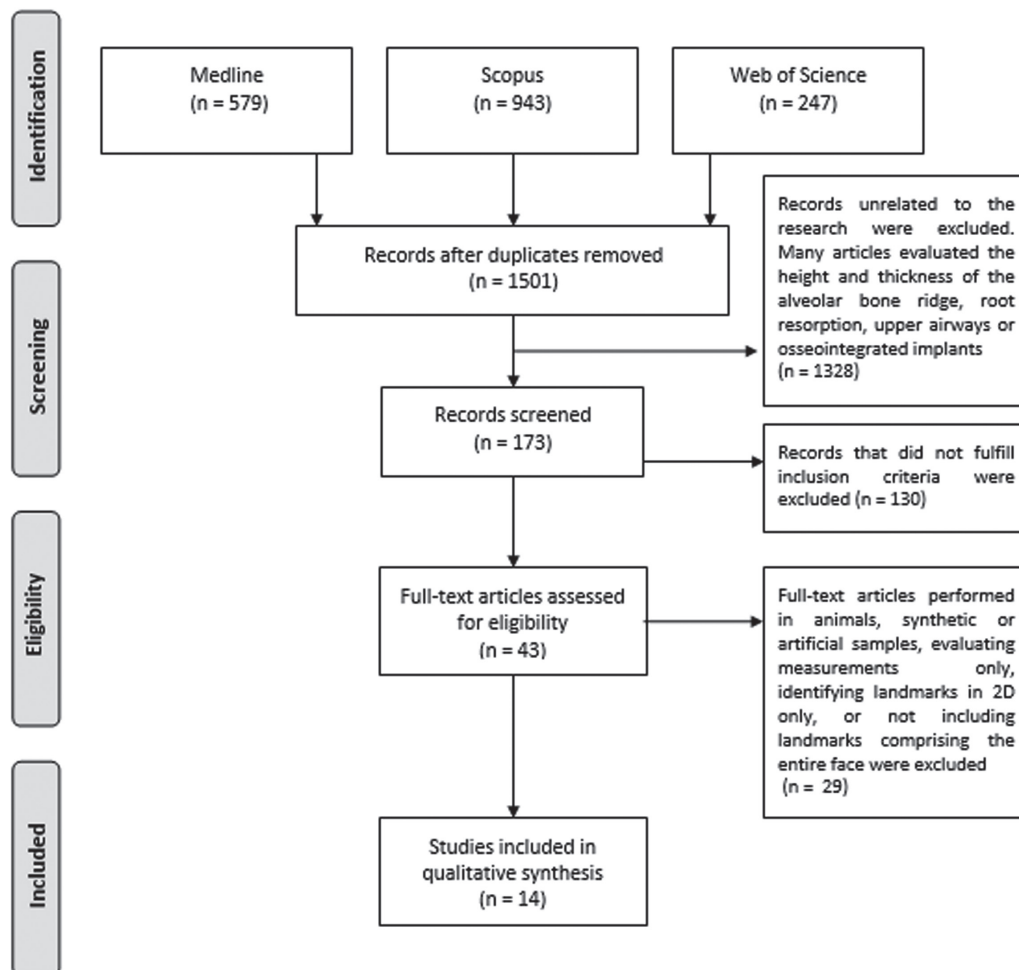 Identification
Medline
(n = 579)
Scopus
(n = 943)
Web of Science
(n = 247)
Records after duplicates removed
(n = 1501)
Records unrelated to the
research were excluded.
Many articles evaluated the
height and thickness of the
alveolar bone ridge, root
resorption, upper airways or
osseointegrated implants
(n = 1328)
Screening
Records screened
(n = 173)
Records that did not fulfill
inclusion criteria were
excluded (n = 130)
Eligibility
Full-text articles assessed
for eligibility
(n = 43)
Full-text articles performed
in animals, synthetic or
artificial samples, evaluating
measurements only,
identifying landmarks in 2D
only, or not including
landmarks comprising the
entire face were excluded
(n = 29)
Included
Studies included in
qualitative synthesis
(n = 14)